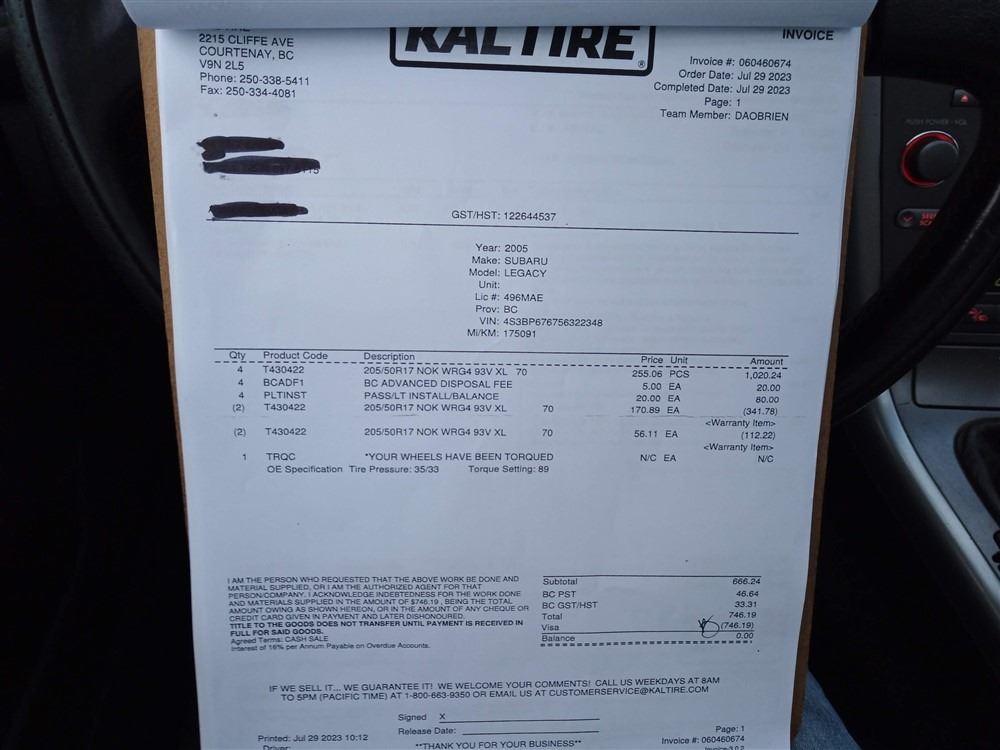 INVOICE
KALTIRE®
2215 CLIFFE AVE
COURTENAY, BC
V9N 2L5
Phone: 250-338-5411
Fax: 250-334-4081
Invoice #: 060460674
Order Date: Jul 29 2023
Completed Date: Jul 29 2023
Page: 1
Team Member: DAOBRIEN
PUSH POWER - VOL
GST/HST: 122644537
Year: 2005
Make: SUBARU
Model: LEGACY
Unit:
Lic #: 496MAE
Prov: BC
VIN: 4S3BP676756322348
Mi/KM: 175091
Qty Product Code Description Price Unit Amount
4 T430422 205/50R17 NOK WRG4 93V XL 70 255.06 PCS 1,020.24
4 BCADF1 BC ADVANCED DISPOSAL FEE 5.00 EA 20.00
4 PLTINST PASS/LT INSTALL/BALANCE 20.00 EA 80.00
(2) T430422 205/50R17 NOK WRG4 93V XL 70 170.89 EA (341.78)
<Warranty Item>
(2) T430422 205/50R17 NOK WRG4 93V XL 70 56.11 EA (112.22)
<Warranty Item>
1 TRQC *YOUR WHEELS HAVE BEEN TORQUED N/C EA N/C
OE Specification Tire Pressure: 35/33 Torque Setting: 89
I AM THE PERSON WHO REQUESTED THAT THE ABOVE WORK BE DONE AND
MATERIAL SUPPLIED, OR I AM THE AUTHORIZED AGENT FOR THAT
PERSON/COMPANY. I ACKNOWLEDGE INDEBTEDNESS FOR THE WORK DONE
AND MATERIALS SUPPLIED IN THE AMOUNT OF $746.19 , BEING THE TOTAL
AMOUNT OWING AS SHOWN HEREON, OR IN THE AMOUNT OF ANY CHEQUE OR
CREDIT CARD GIVEN IN PAYMENT AND LATER DISHONOURED.
TITLE TO THE GOODS DOES NOT TRANSFER UNTIL PAYMENT IS RECEIVED IN
FULL FOR SAID GOODS.
Agreed Terms: CASH SALE
Interest of 16% per Annum Payable on Overdue Accounts.
Subtotal 666.24
BC PST 46.64
BC GST/HST 33.31
Total 746.19
Visa (746.19)
Balance 0.00
IF WE SELL IT... WE GUARANTEE IT! WE WELCOME YOUR COMMENTS! CALL US WEEKDAYS AT 8AM
TO 5PM (PACIFIC TIME) AT 1-800-663-9350 OR EMAIL US AT CUSTOMERSERVICE@KALTIRE.COM
Signed X
Release Date:
Printed: Jul 29 2023 10:12
Driver:
**THANK YOU FOR YOUR BUSINESS**
Page: 1
Invoice #: 060460674